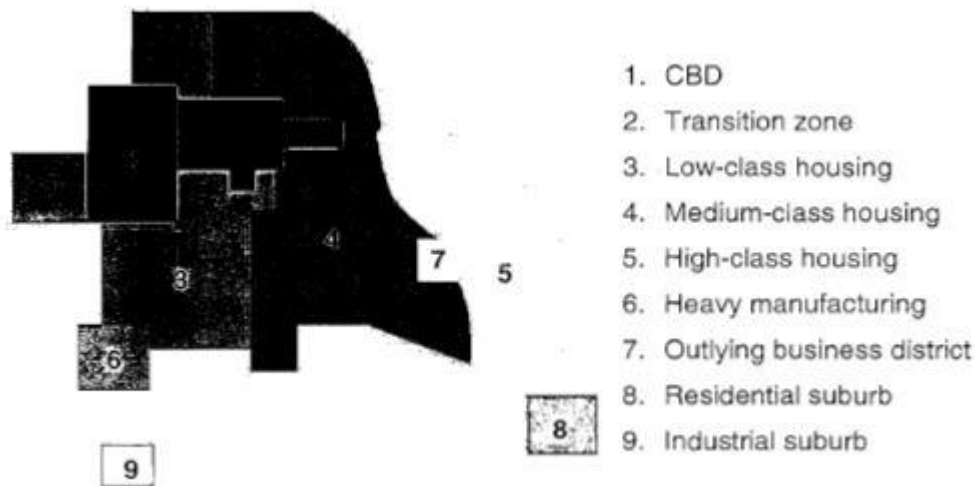 1. CBD
2. Transition zone
3. Low-class housing
4. Medium-class housing
5. High-class housing
6. Heavy manufacturing
7. Outlying business district
8. Residential suburb
9. Industrial suburb
4
7
5
3
6
8
9